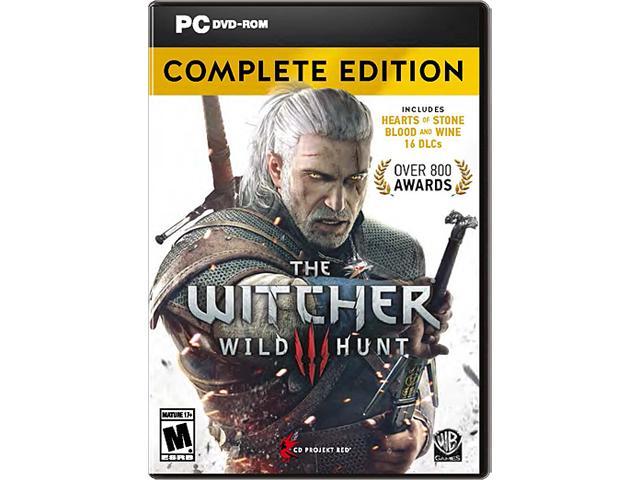 PC DVD-ROM
COMPLETE EDITION
INCLUDES
HEARTS OF STONE
BLOOD AND WINE
16 DLCs
OVER 800
AWARDS
THE
WITCHER
WILD III HUNT
MATURE 17+
M
ESRB
CD PROJEKT RED®
WB
GAMES